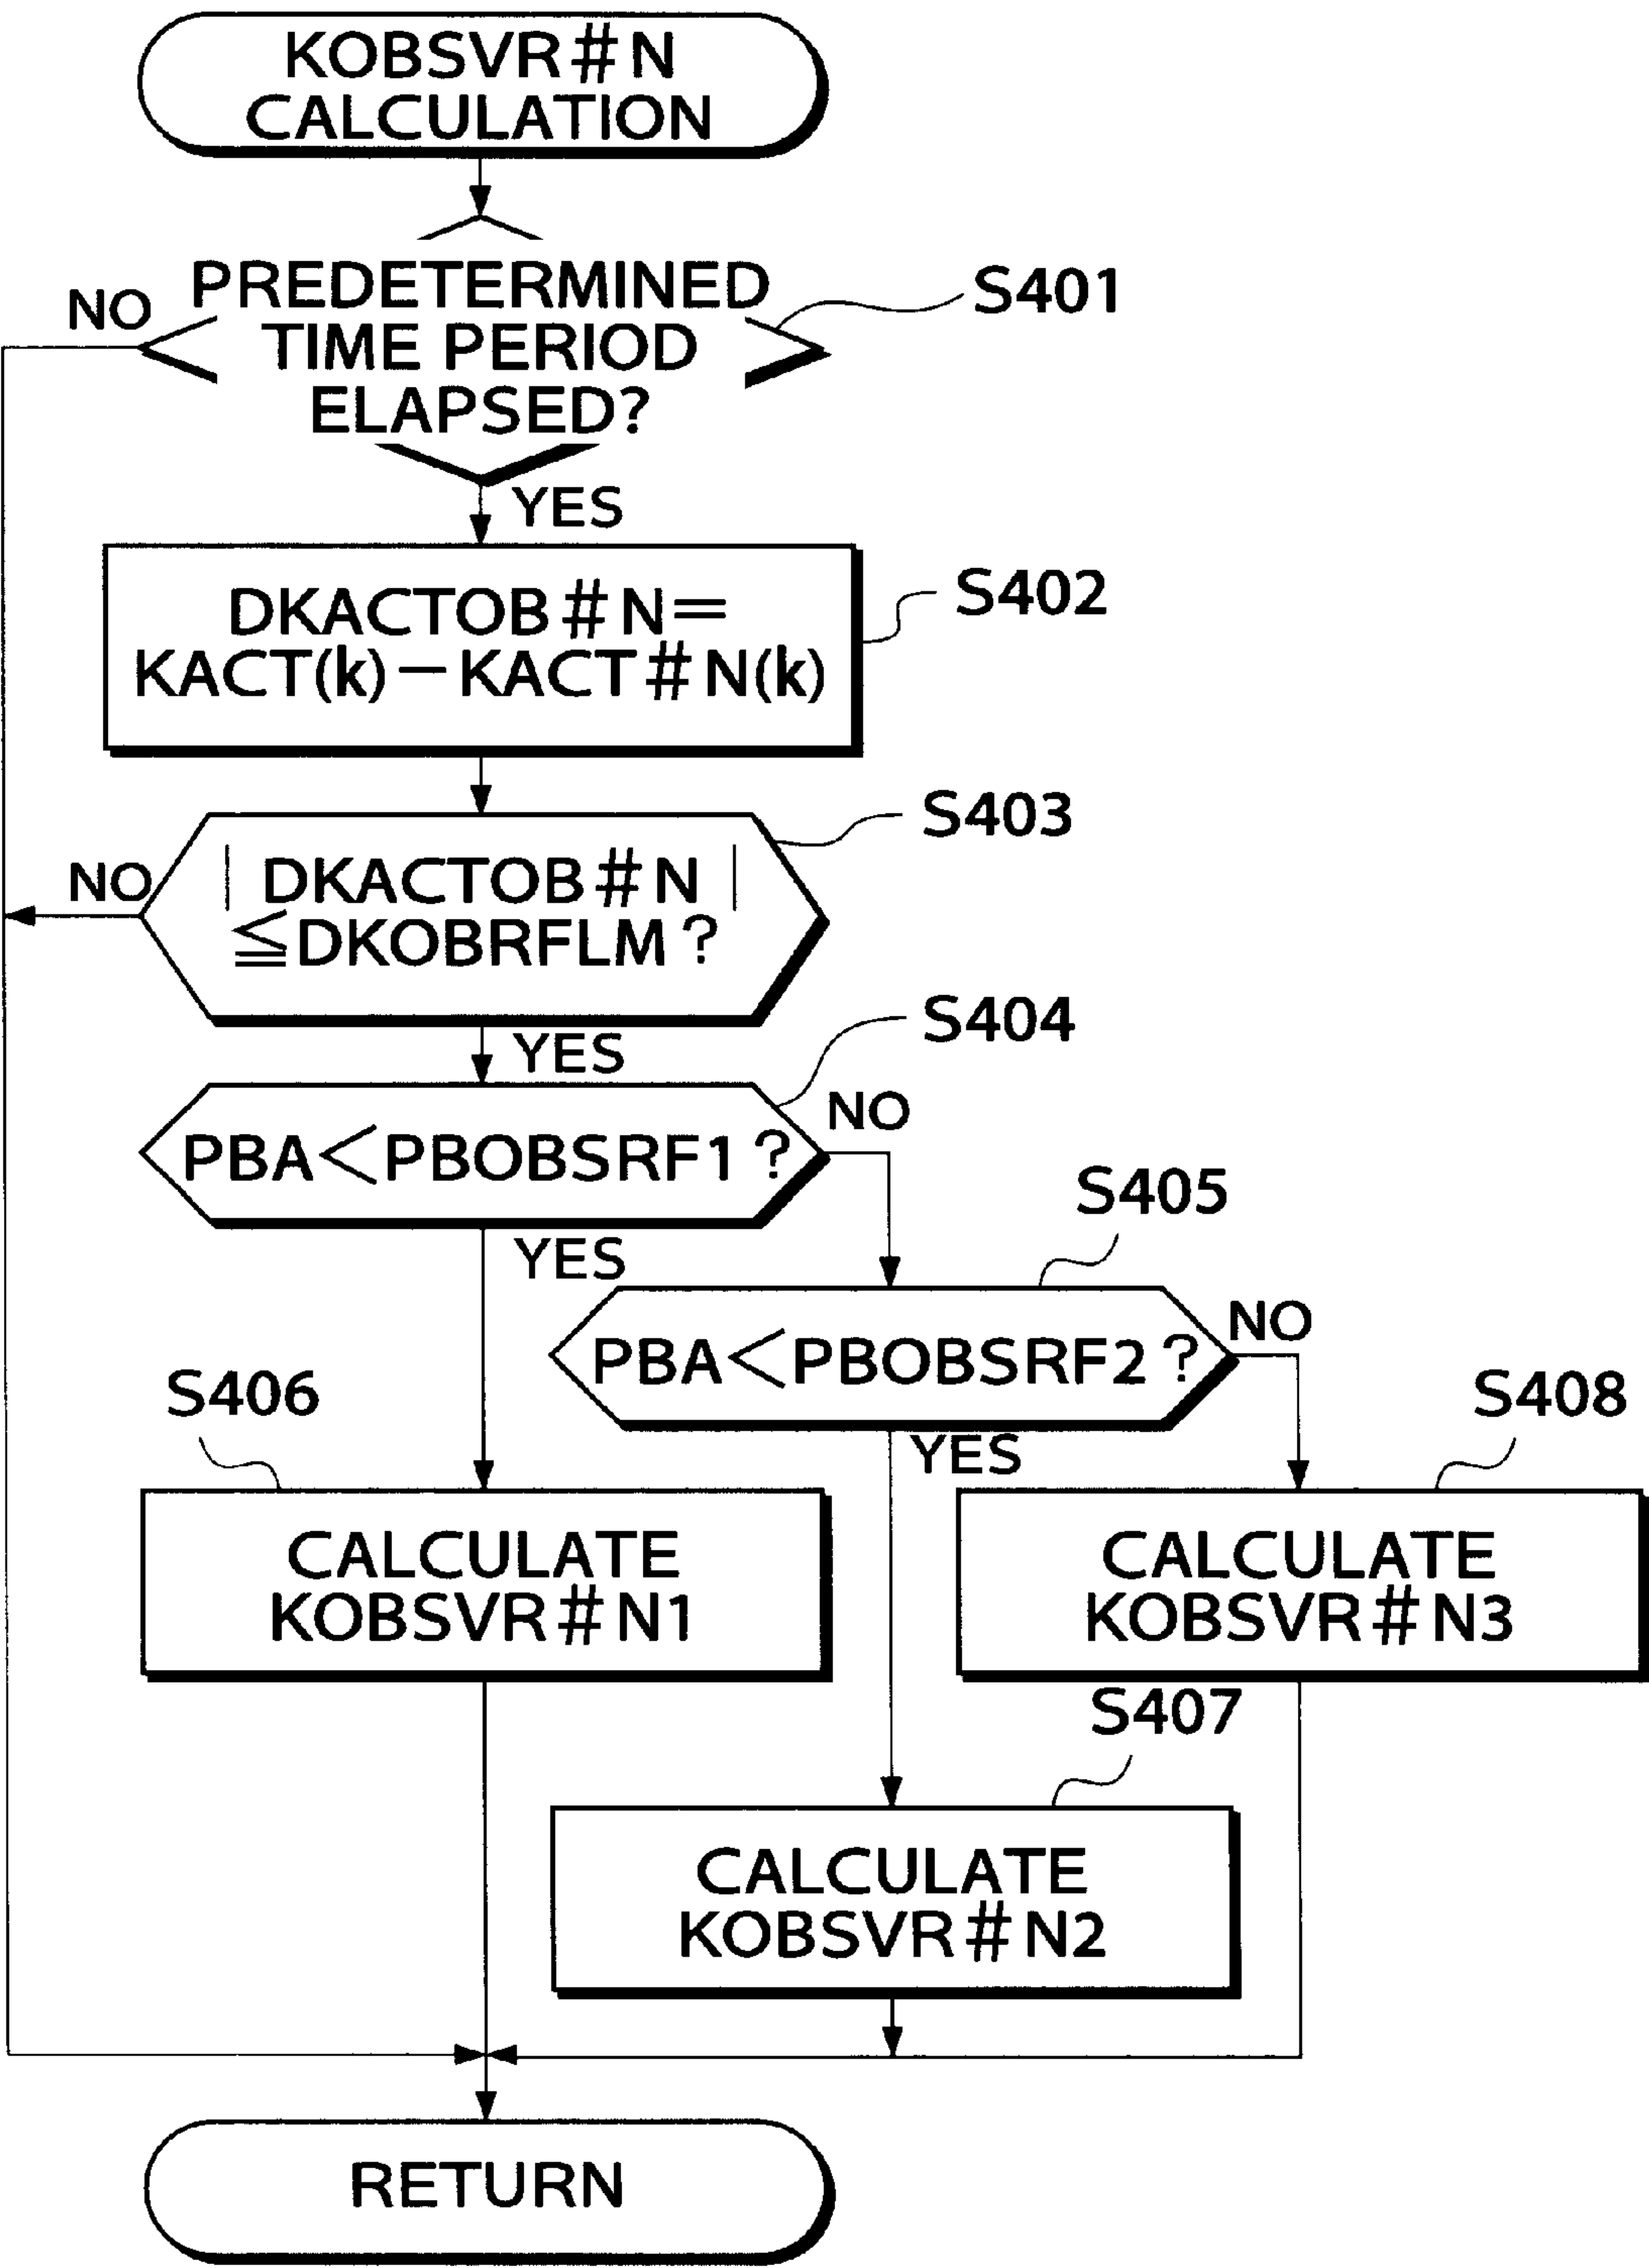 KOBSVR#N
CALCULATION
NO
PREDETERMINED
TIME PERIOD
ELAPSED?
S401
YES
DKACTOB#N=
KACT(k)−KACT#N(k)
S402
NO
| DKACTOB#N |
≦DKOBRFLM?
S403
YES
S404
PBA<PBOBSRF1?
NO
YES
S405
PBA<PBOBSRF2?
NO
S406
YES
S408
CALCULATE
KOBSVR#N1
CALCULATE
KOBSVR#N3
S407
CALCULATE
KOBSVR#N2
RETURN